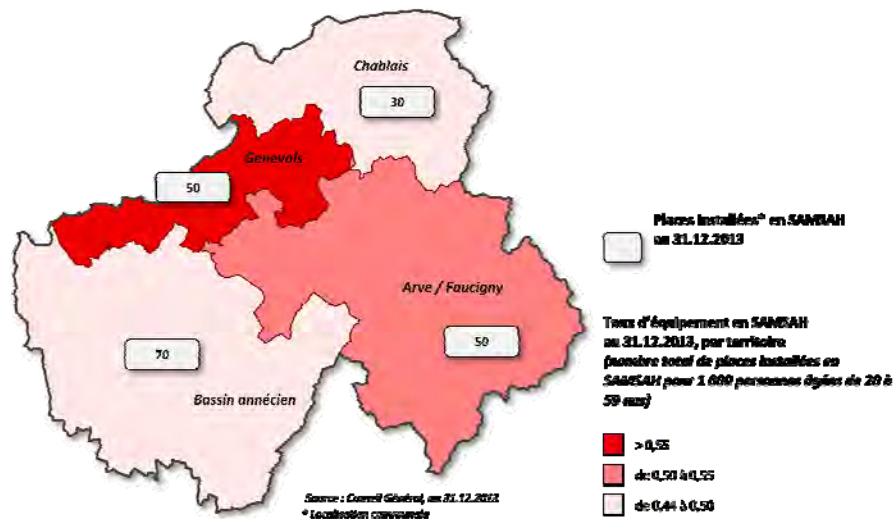 Chablais
30
Genevois
50
Places installées* en SAMSAH
au 31.12.2013
Arve / Faucigny
50
70
Bassin annécien
Taux d'équipement en SAMSAH
au 31.12.2013, par territoire
(nombre total de places installées en
SAMSAH pour 1 000 personnes âgées de 20 à
59 ans)
> 0,55
de 0,50 à 0,55
de 0,44 à 0,50
Source : Conseil Général, au 31.12.2013
* Localisation